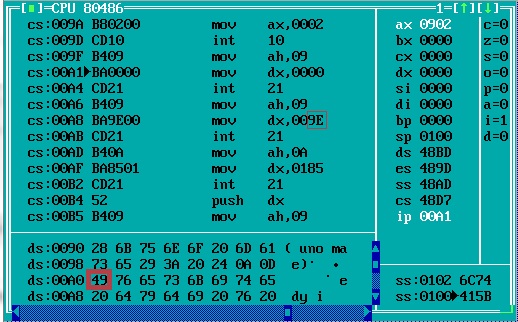 [■]=CPU 80486 1=[↑][↓]
cs:009A B80200 mov ax,0002
cs:009D CD10 int 10
cs:009F B409 mov ah,09
cs:00A1►BA0000 mov dx,0000
cs:00A4 CD21 int 21
cs:00A6 B409 mov ah,09
cs:00A8 BA9E00 mov dx,009E
cs:00AB CD21 int 21
cs:00AD B40A mov ah,0A
cs:00AF BA8501 mov dx,0185
cs:00B2 CD21 int 21
cs:00B4 52 push dx
cs:00B5 B409 mov ah,09
ax 0902 c=0
bx 0000 z=0
cx 0000 s=0
dx 0000 o=0
si 0000 p=0
di 0000 a=0
bp 0000 i=1
sp 0100 d=0
ds 48BD
es 489D
ss 48AD
cs 48D7
ip 00A1
ds:0090 28 6B 75 6E 6F 20 6D 61 ( uno ma
ds:0098 73 65 29 3A 20 24 0A 0D e)
ds:00A0 49 76 65 73 6B 69 74 65 e
ds:00A8 20 64 79 64 69 20 76 20 dy i
ss:0102 6C74
ss:0100►415B